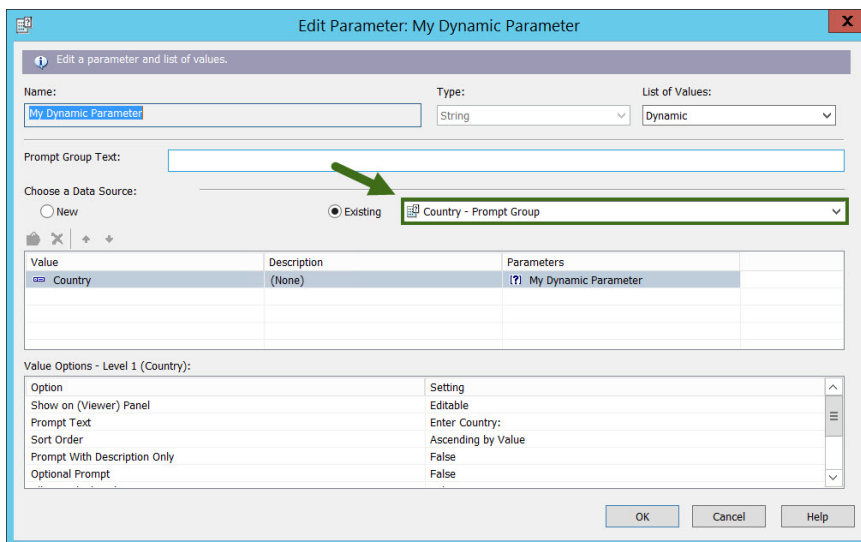 Edit Parameter: My Dynamic Parameter
X
Edit a parameter and list of values.
Name: Type: List of Values:
My Dynamic Parameter String Dynamic
Prompt Group Text:
Choose a Data Source:
New Existing Country - Prompt Group
Value Description Parameters
Country (None) [?] My Dynamic Parameter
Value Options - Level 1 (Country):
Option Setting
Show on (Viewer) Panel Editable
Prompt Text Enter Country:
Sort Order Ascending by Value
Prompt With Description Only False
Optional Prompt False
OK Cancel Help